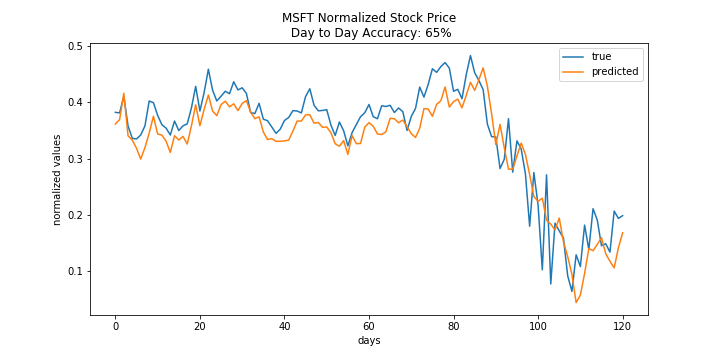 MSFT Normalized Stock Price
Day to Day Accuracy: 65%
true
predicted
normalized values
0.5
0.4
0.3
0.2
0.1
0 20 40 60 80 100 120
days